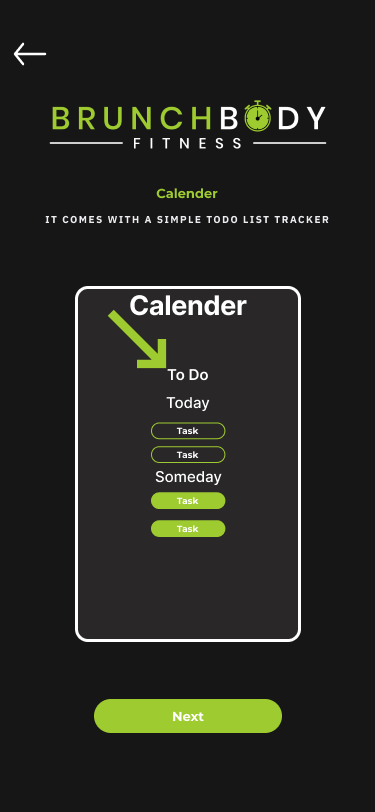 BRUNCHBODY
FITNESS
Calender
IT COMES WITH A SIMPLE TODO LIST TRACKER
Calender
To Do
Today
Task
Task
Someday
Task
Task
Next